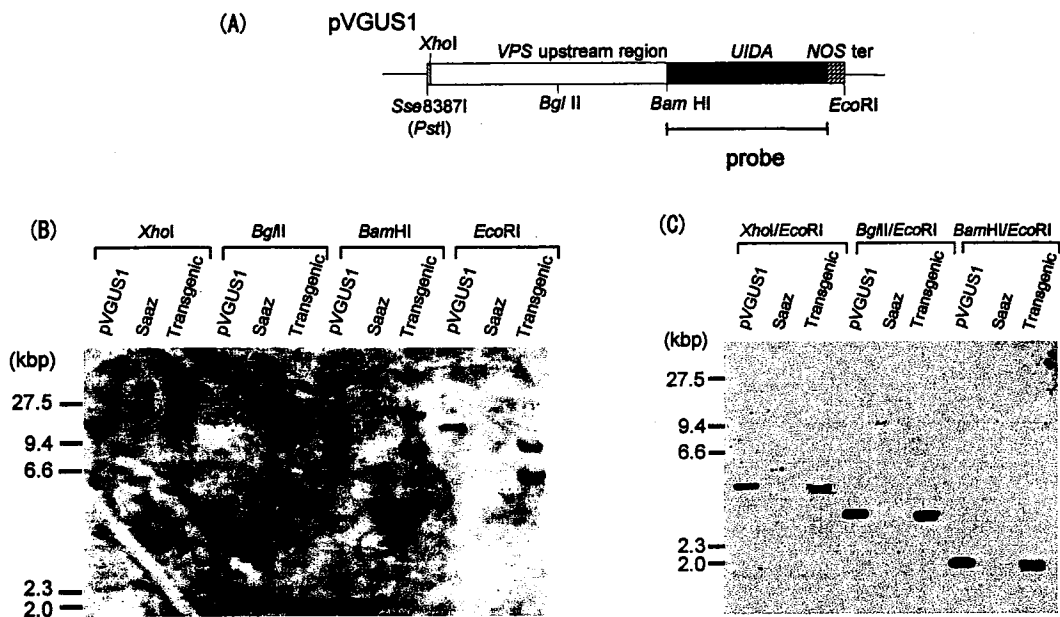 (A) pVGUS1
XhoI VPS upstream region UIDA NOS ter
Sse8387I BglII BamHI EcoRI
(PstI)
probe
(B) XhoI BglII BamHI EcoRI
pVGUS1 Saaz Transgenic pVGUS1 Saaz Transgenic pVGUS1 Saaz Transgenic pVGUS1 Saaz Transgenic
(kbp)
27.5
9.4
6.6
2.3
2.0
(C) XhoI/EcoRI BglII/EcoRI BamHI/EcoRI
pVGUS1 Saaz Transgenic pVGUS1 Saaz Transgenic pVGUS1 Saaz Transgenic
(kbp)
27.5
9.4
6.6
2.3
2.0